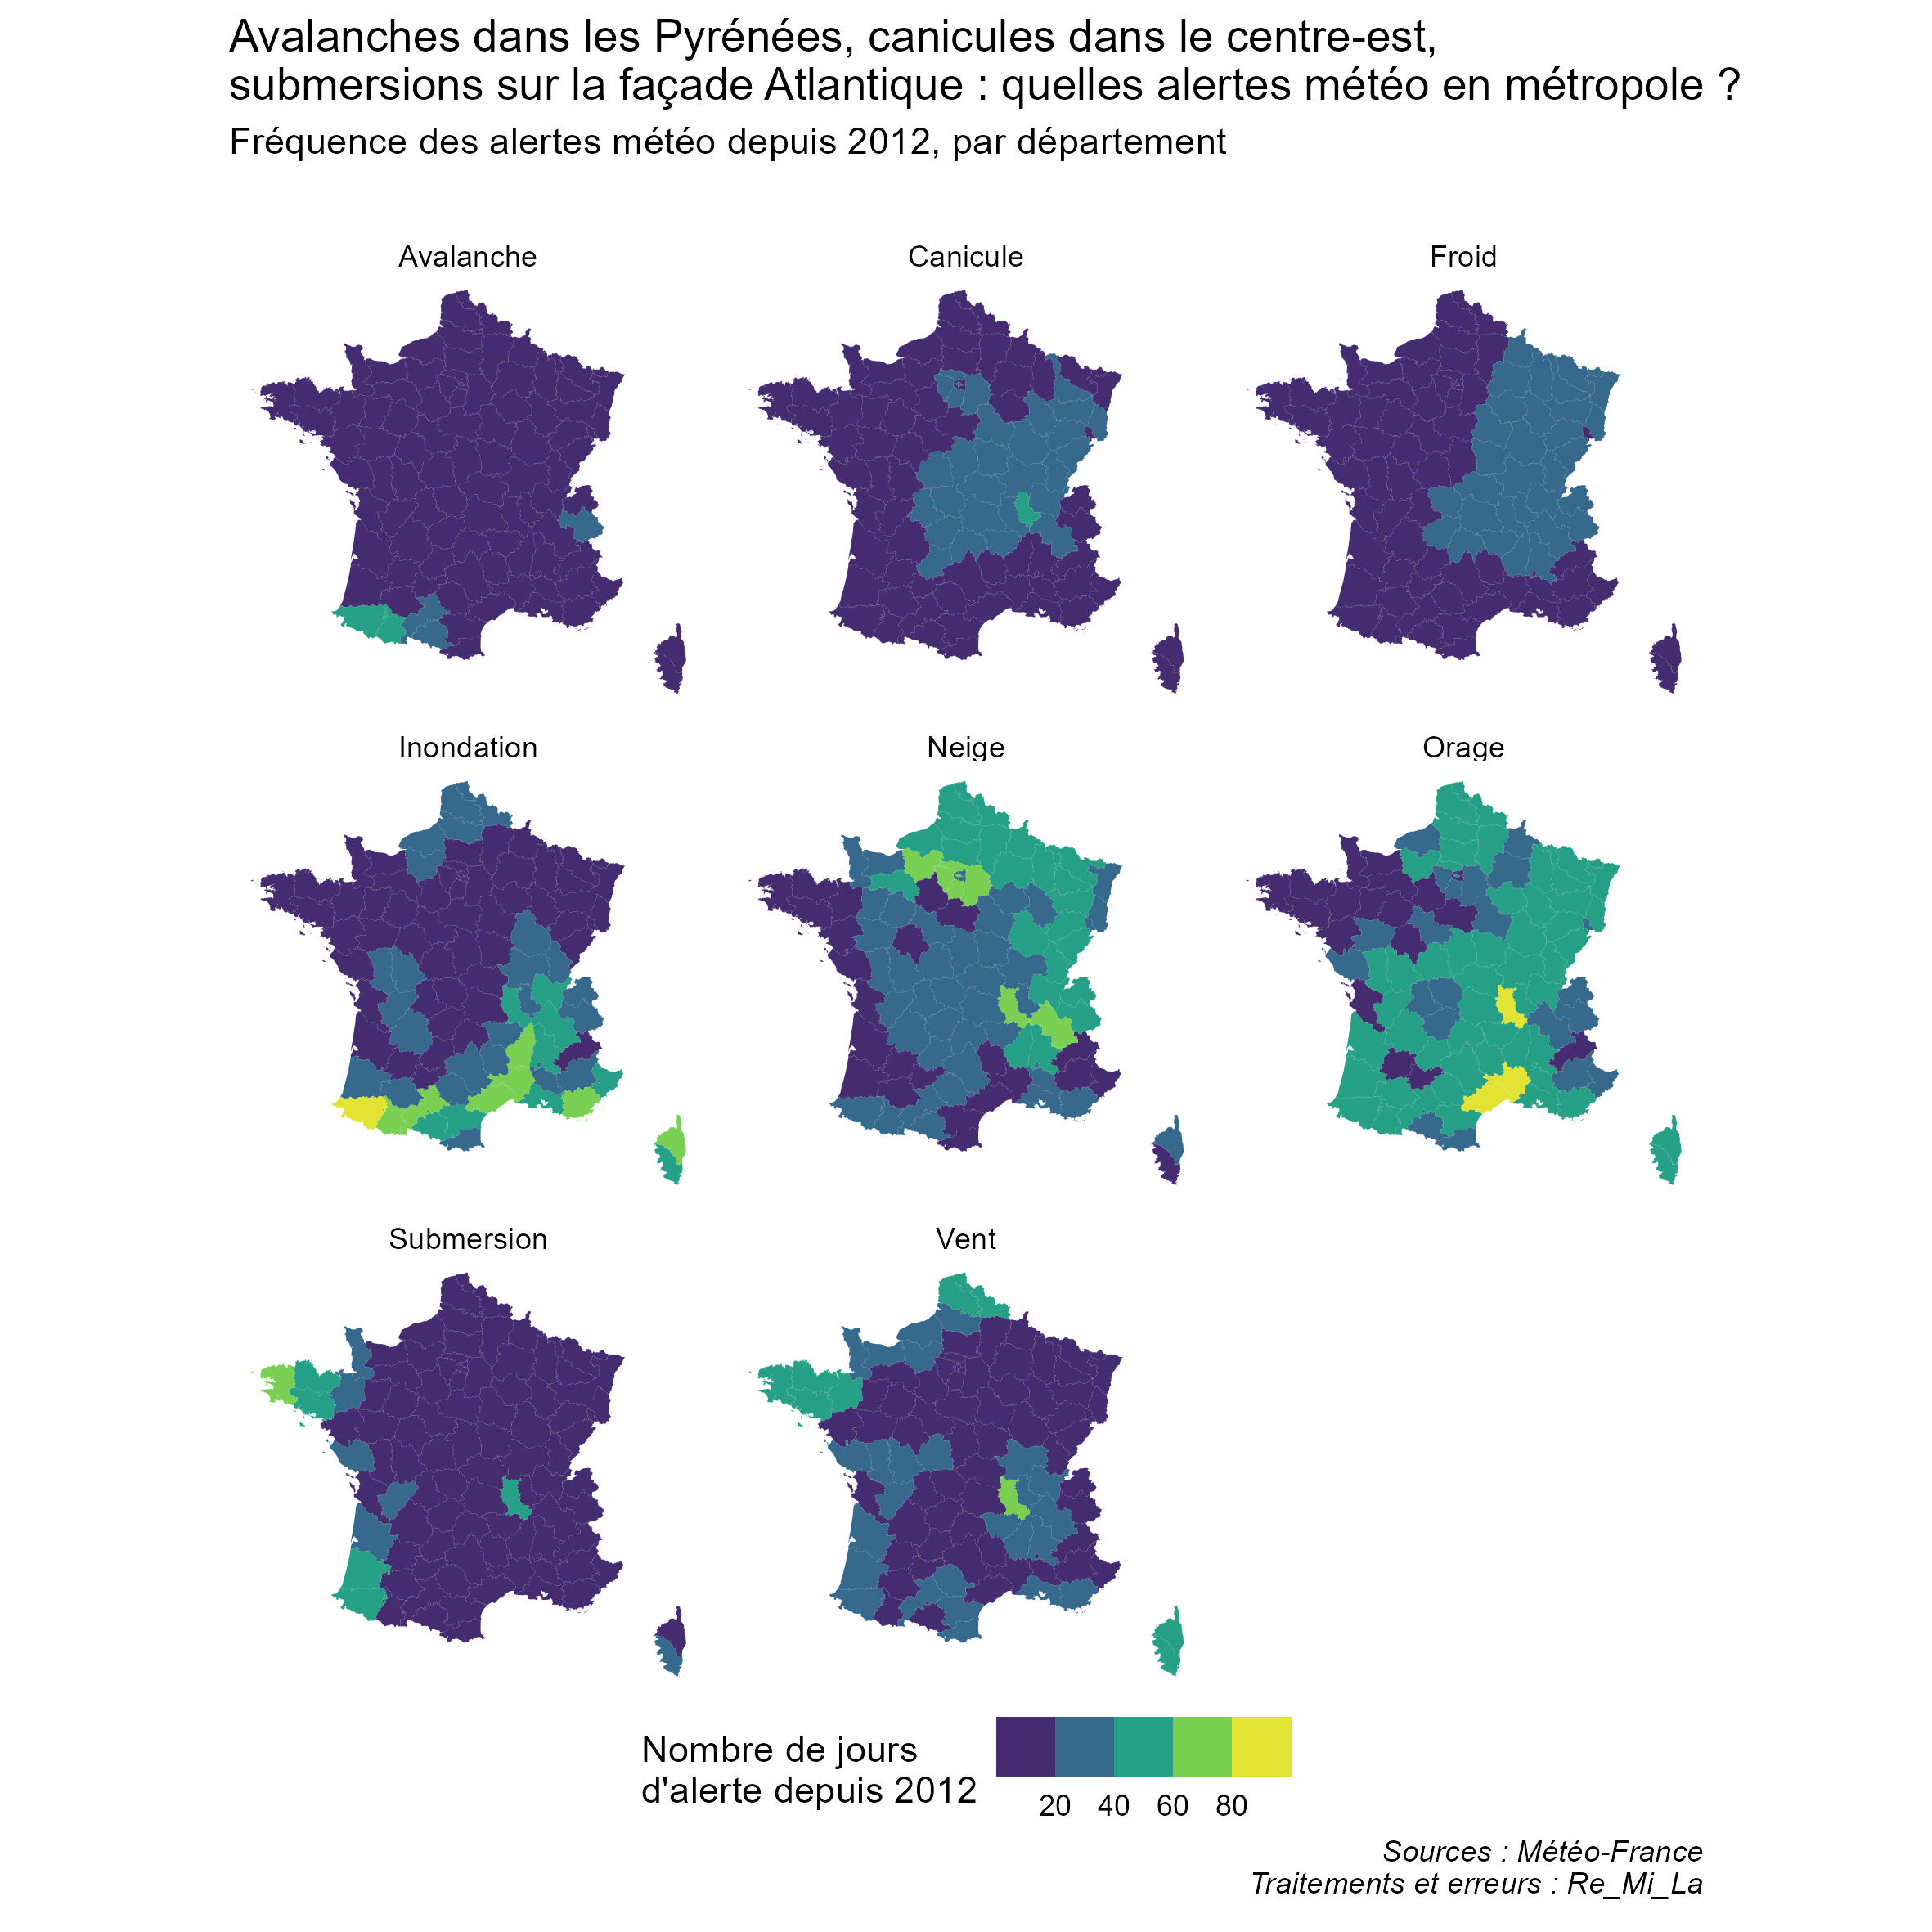 Avalanches dans les Pyrénées, canicules dans le centre-est,
submersions sur la façade Atlantique : quelles alertes météo en métropole ?
Fréquence des alertes météo depuis 2012, par département
Avalanche
Canicule
Froid
Inondation
Neige
Orage
Submersion
Vent
Nombre de jours
d'alerte depuis 2012
20 40 60 80
Sources : Météo-France
Traitements et erreurs : Re_Mi_La